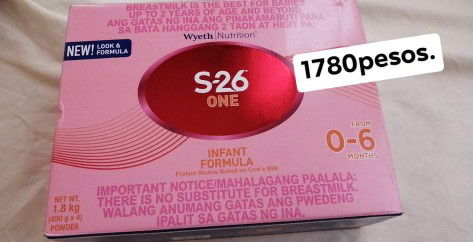 BREASTMILK IS THE BEST FOR BABIES
UP TO 2 YEARS OF AGE AND BEYOND.
ANG GATAS NG INA ANG PINAKAMABUTI PARA
SA BATA HANGGANG 2 TAON AT HIGIT PA.
Wyeth Nutrition
NEW! LOOK &
FORMULA
1780pesos.
S-26
ONE
FROM
0-6
MONTHS
INFANT
FORMULA
Protein Source Based on Cow's Milk
NET WT.
1.8 kg
(450 g x 4)
POWDER
IMPORTANT NOTICE/MAHALAGANG PAALALA:
THERE IS NO SUBSTITUTE FOR BREASTMILK.
WALANG ANUMANG GATAS ANG PWEDENG
IPALIT SA GATAS NG INA.